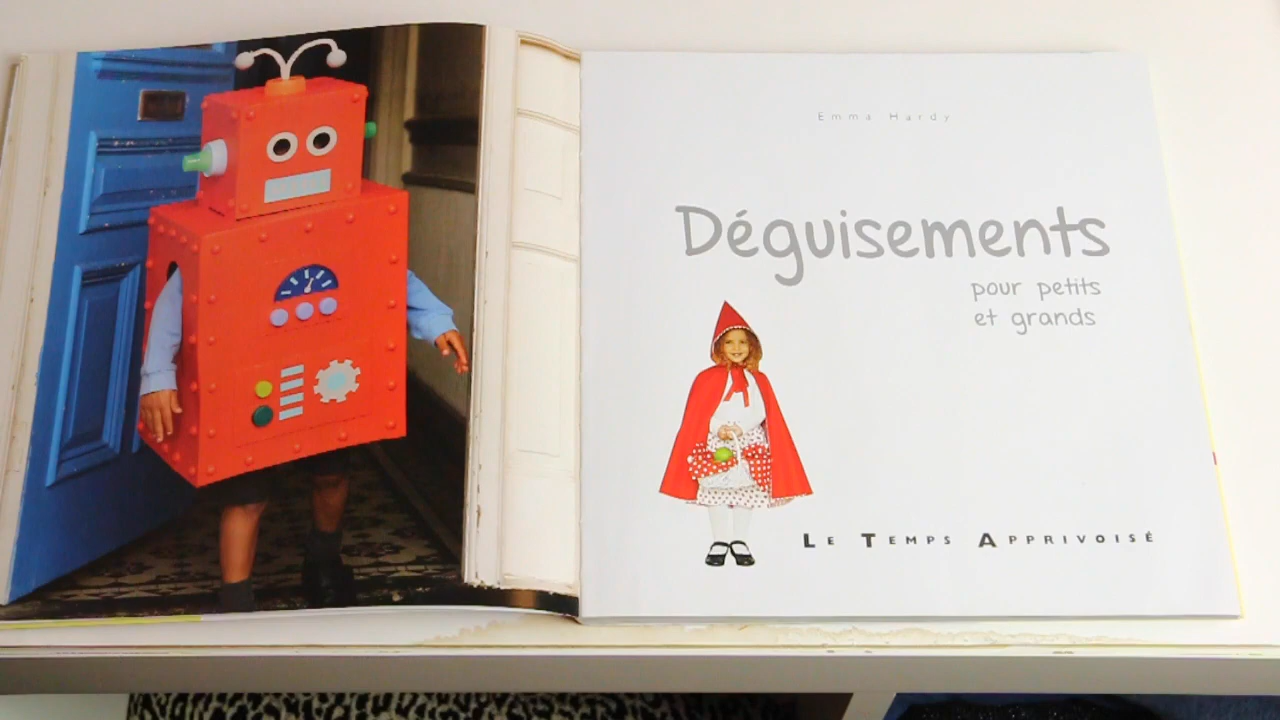 Emma Hardy
Déguisements
pour petits
et grands
LE TEMPS APPRIVOISÉ